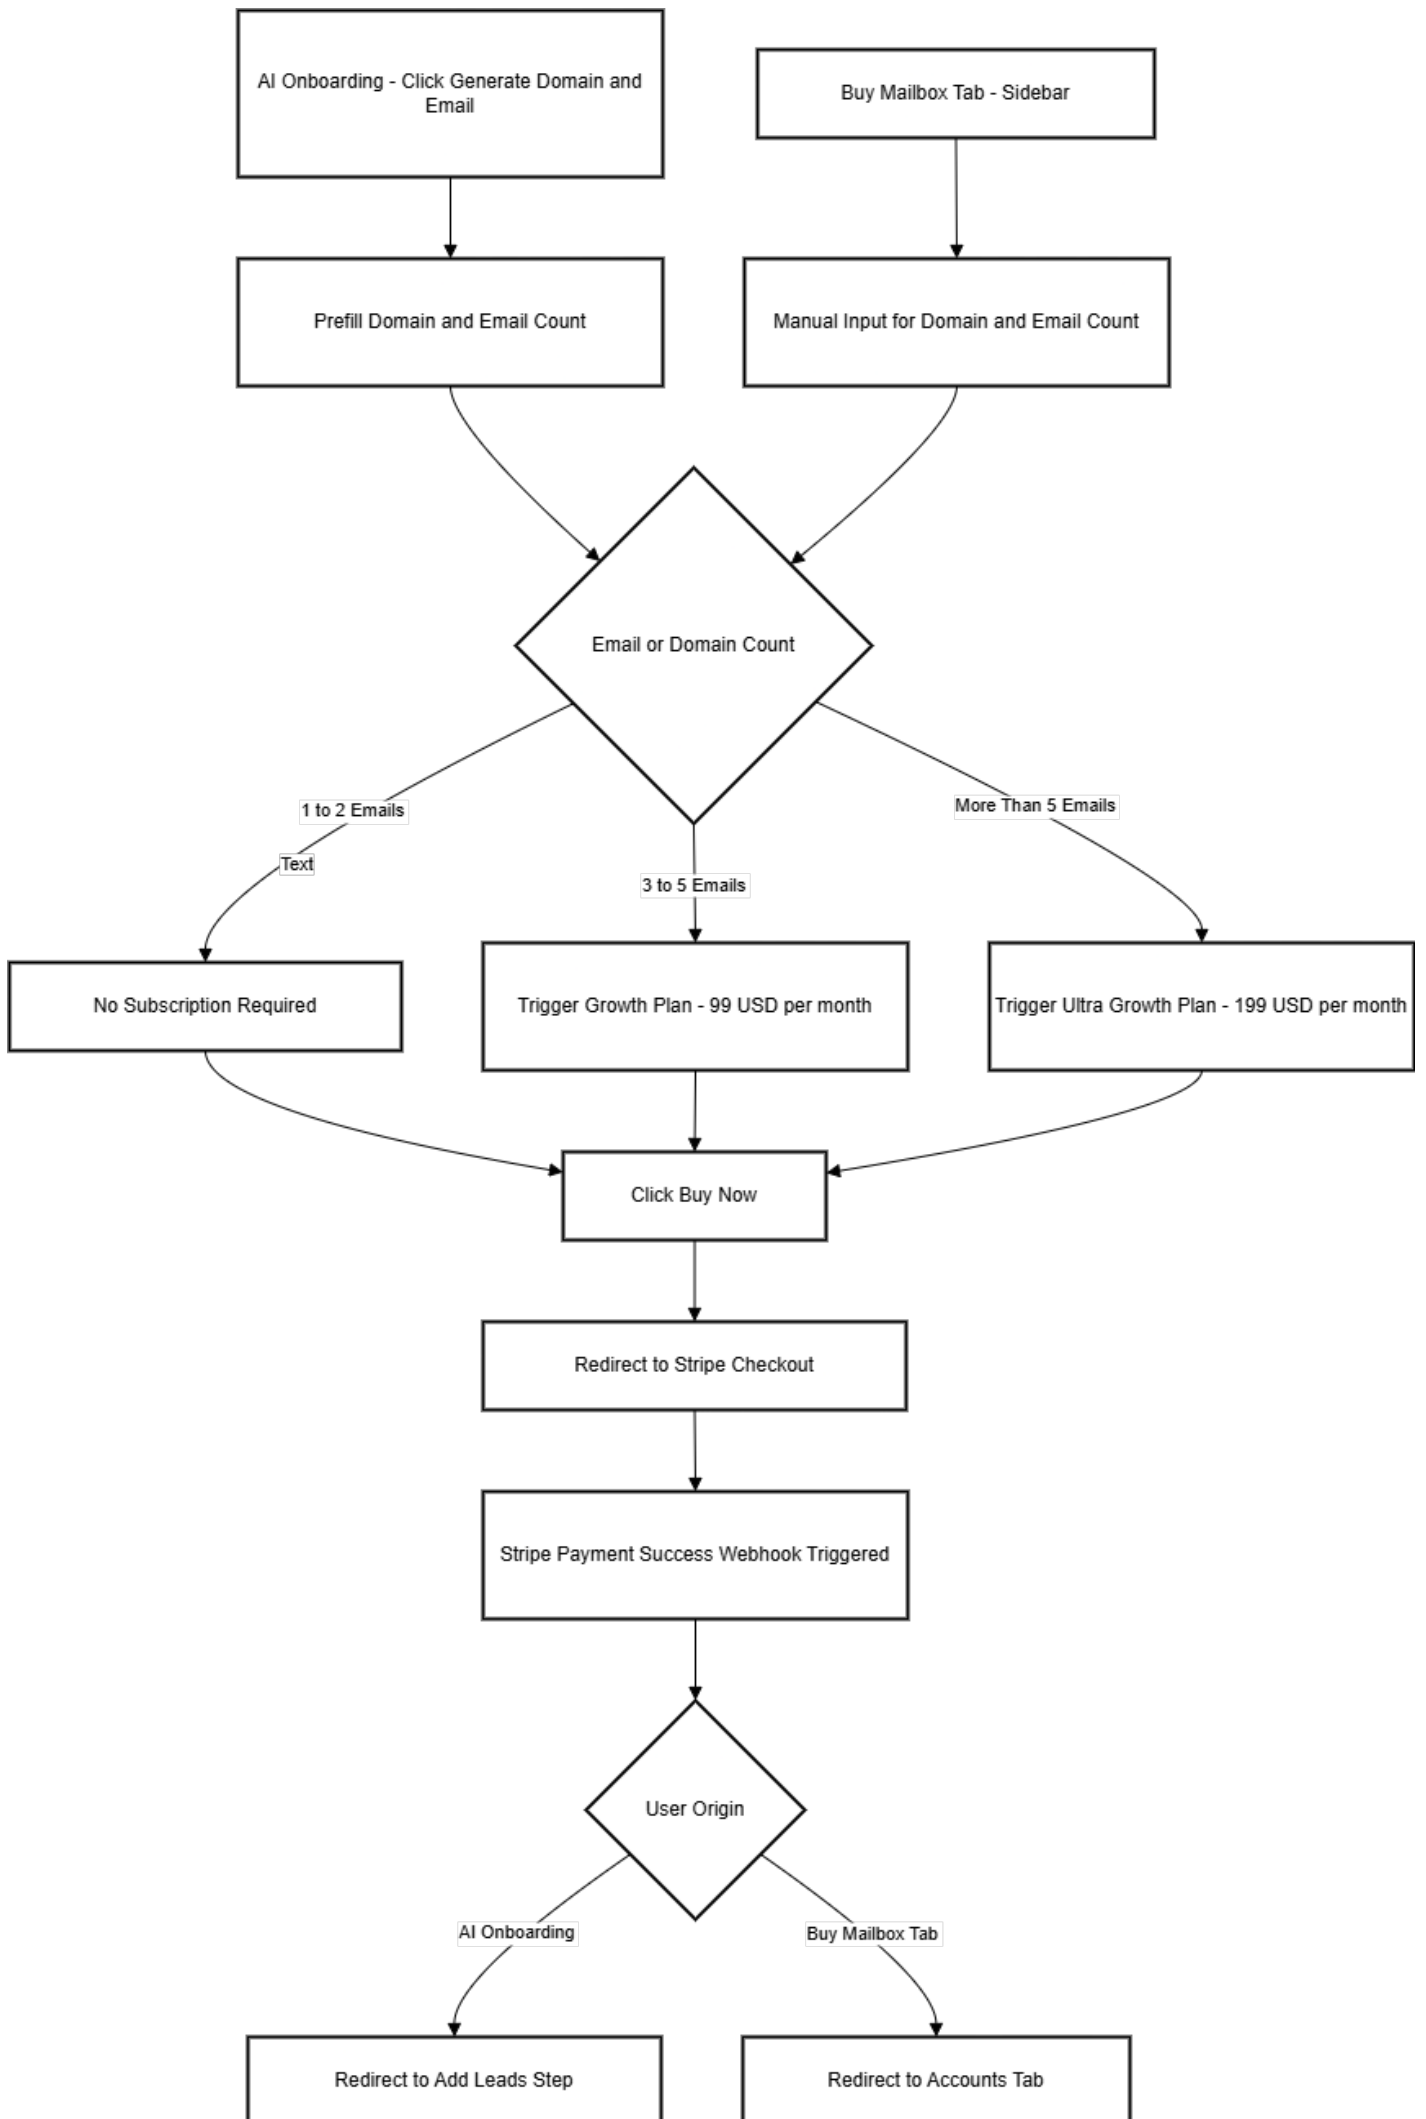 AI Onboarding - Click Generate Domain and
Email
Buy Mailbox Tab - Sidebar
Prefill Domain and Email Count
Manual Input for Domain and Email Count
Email or Domain Count
1 to 2 Emails
More Than 5 Emails
Text
3 to 5 Emails
No Subscription Required
Trigger Growth Plan - 99 USD per month
Trigger Ultra Growth Plan - 199 USD per month
Click Buy Now
Redirect to Stripe Checkout
Stripe Payment Success Webhook Triggered
User Origin
AI Onboarding
Buy Mailbox Tab
Redirect to Add Leads Step
Redirect to Accounts Tab